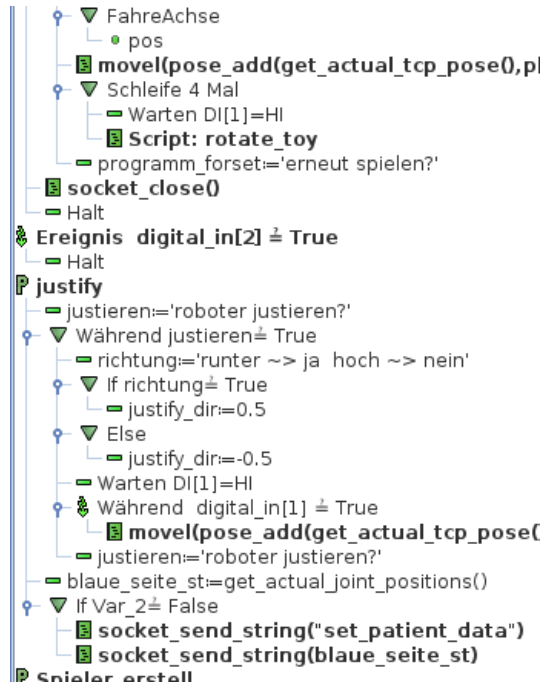 FahreAchse
pos
movel(pose_add(get_actual_tcp_pose(),pl
Schleife 4 Mal
Warten DI[1]=HI
Script: rotate_toy
programm_forset≔'erneut spielen?'
socket_close()
Halt
Ereignis digital_in[2] ≟ True
Halt
P justify
justieren≔'roboter justieren?'
Während justieren≟ True
richtung≔'runter ~> ja hoch ~> nein'
If richtung≟ True
justify_dir≔0.5
Else
justify_dir≔-0.5
Warten DI[1]=HI
Während digital_in[1] ≟ True
movel(pose_add(get_actual_tcp_pose()
justieren≔'roboter justieren?'
blaue_seite_st≔get_actual_joint_positions()
If Var_2≟ False
socket_send_string("set_patient_data")
socket_send_string(blaue_seite_st)
P Spieler_erstell